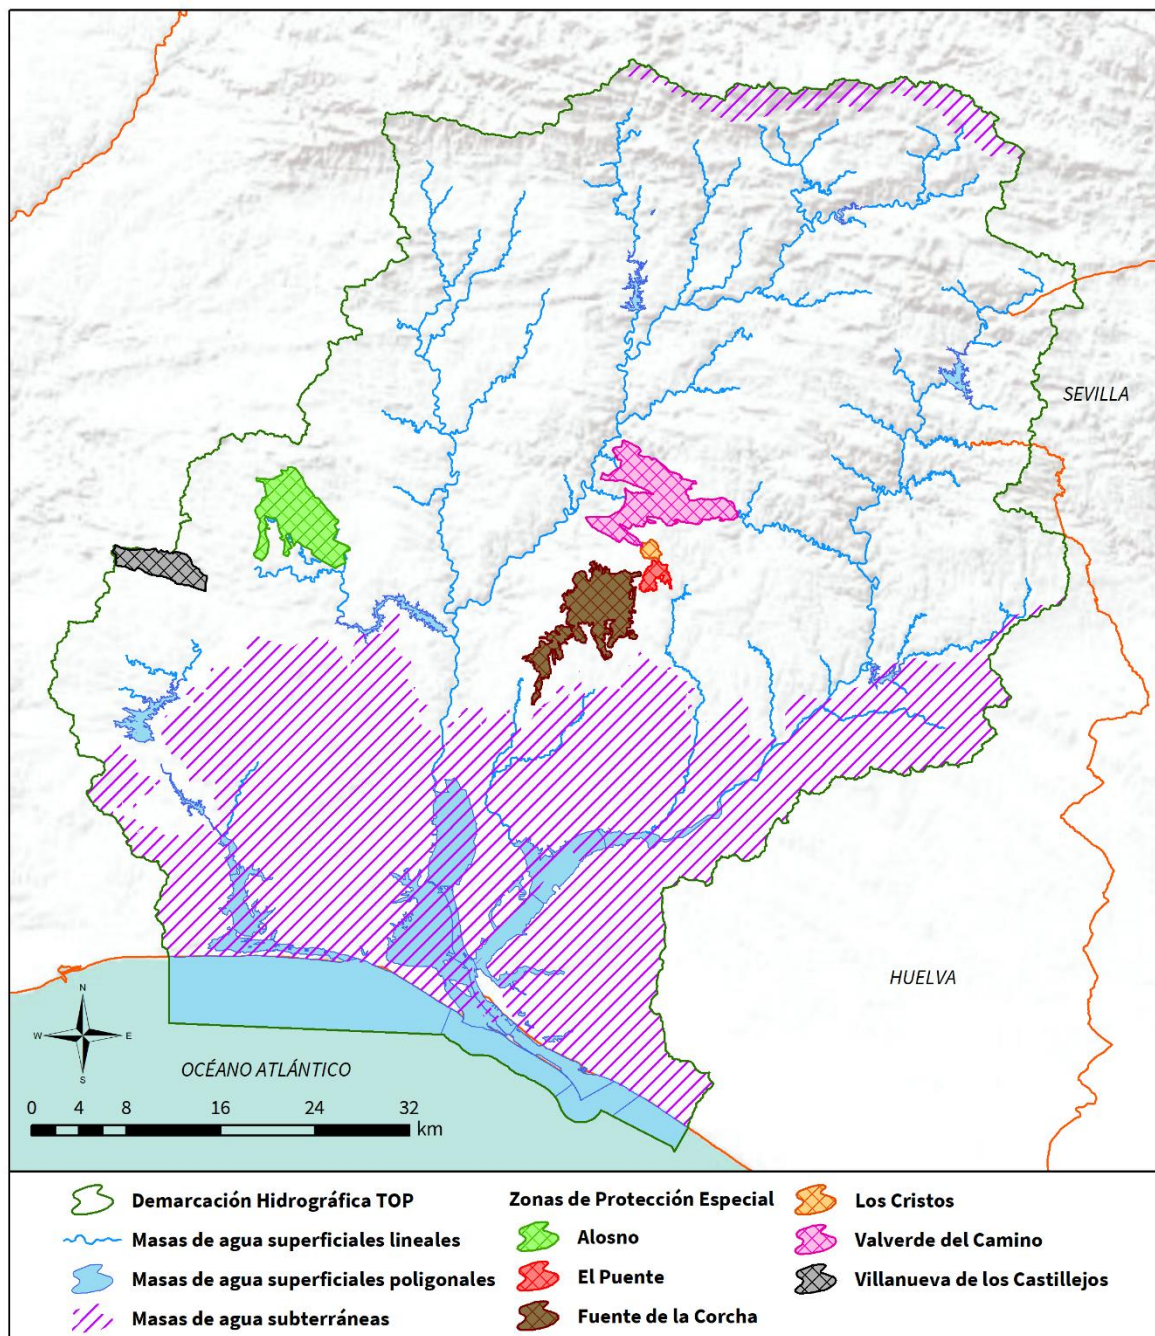 SEVILLA
HUELVA
N
W E
S
OCÉANO ATLÁNTICO
0 4 8 16 24 32
km
Demarcación Hidrográfica TOP
Masas de agua superficiales lineales
Masas de agua superficiales poligonales
Masas de agua subterráneas
Zonas de Protección Especial
Alosno
El Puente
Fuente de la Corcha
Los Cristos
Valverde del Camino
Villanueva de los Castillejos